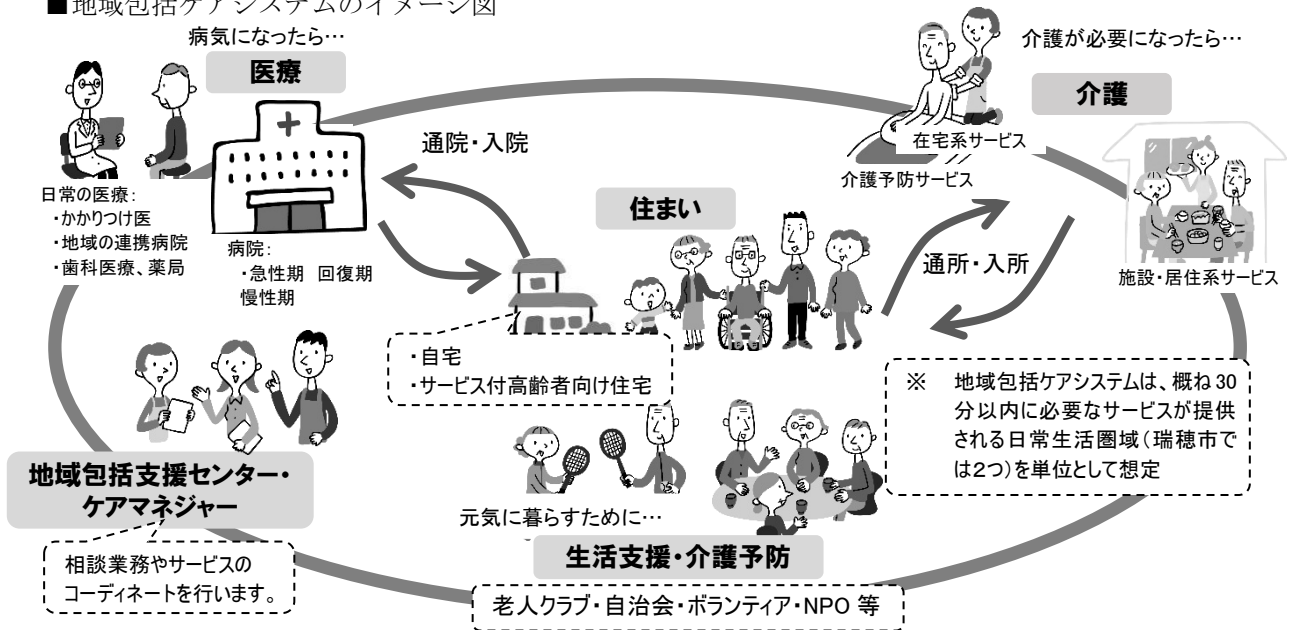 ■地域包括ケアシステムのイメージ図
病気になったら…
医療
日常の医療:
・かかりつけ医
・地域の連携病院
・歯科医療、薬局
病院:
・急性期 回復期
慢性期
通院・入院
介護が必要になったら…
介護
在宅系サービス
介護予防サービス
通所・入所
施設・居住系サービス
住まい
・自宅
・サービス付高齢者向け住宅
※ 地域包括ケアシステムは、概ね30
分以内に必要なサービスが提供
される日常生活圏域(瑞穂市で
は2つ)を単位として想定
地域包括支援センター・
ケアマネジャー
相談業務やサービスの
コーディネートを行います。
元気に暮らすために…
生活支援・介護予防
老人クラブ・自治会・ボランティア・NPO 等